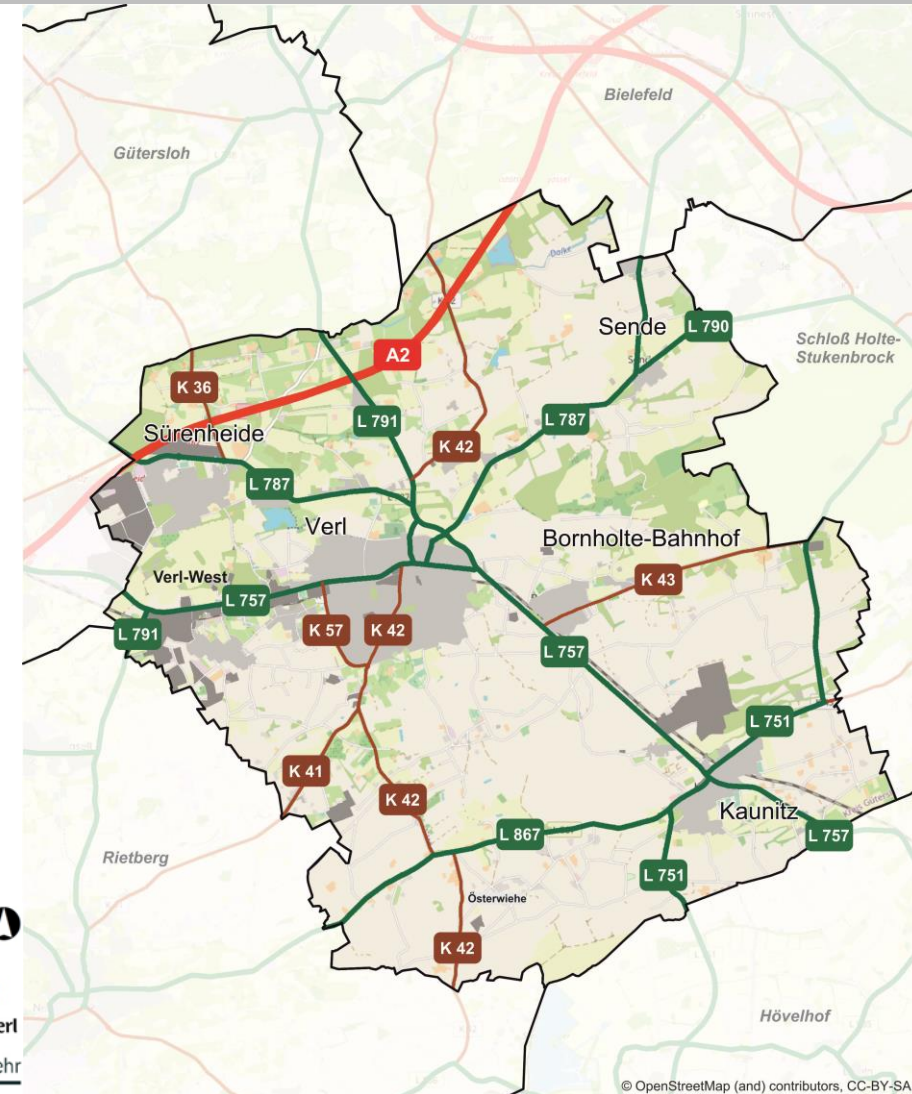 Bielefeld
Gütersloh
Sende
L 790
Schloß Holte-
Stukenbrock
A2
K 36
L 791
L 787
Sürenheide
K 42
L 787
Verl
Bornholte-Bahnhof
K 43
Verl-West
L 757
L 791
K 57
K 42
L 757
L 751
K 41
K 42
Kaunitz
L 867
L 757
Rietberg
L 751
Österwiehe
K 42
Hövelhof
erl
ehr
© OpenStreetMap (and) contributors, CC-BY-SA